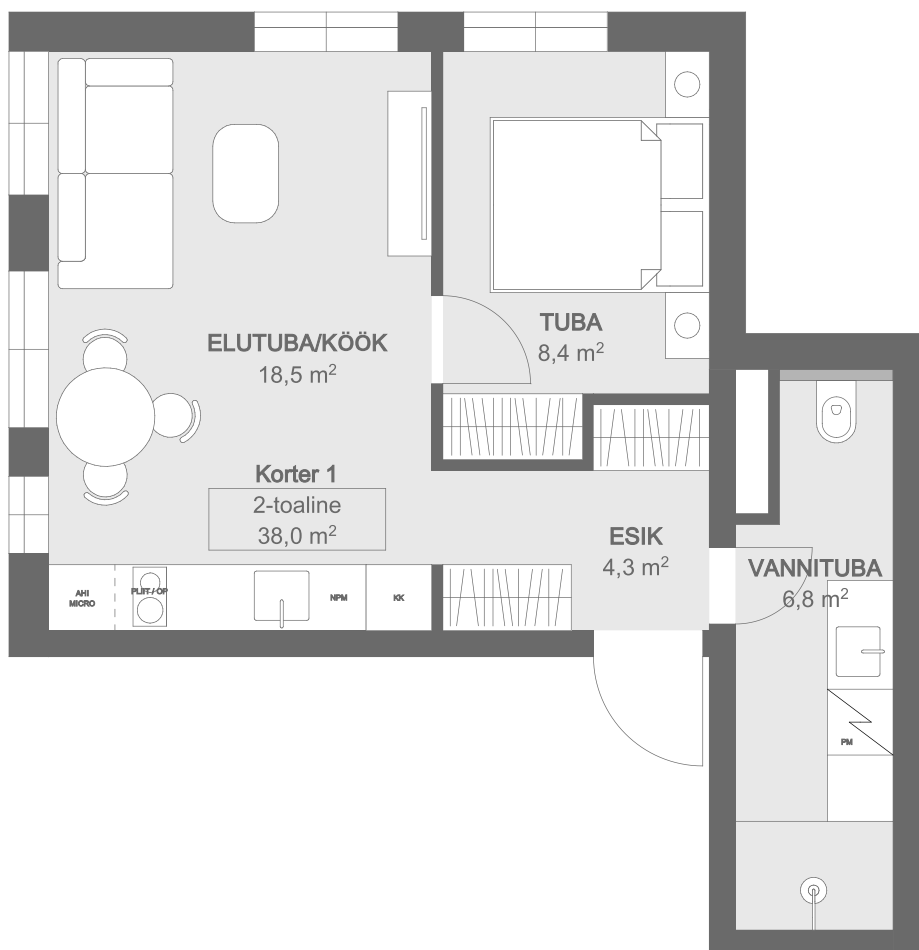 ELUTUBA/KÖÖK
18,5 m²
TUBA
8,4 m²
Korter 1
2-toaline
38,0 m²
ESIK
4,3 m²
VANNITUBA
6,8 m²
AHI
MICRO
PLIIT / ÕP
NPM
KK
PM